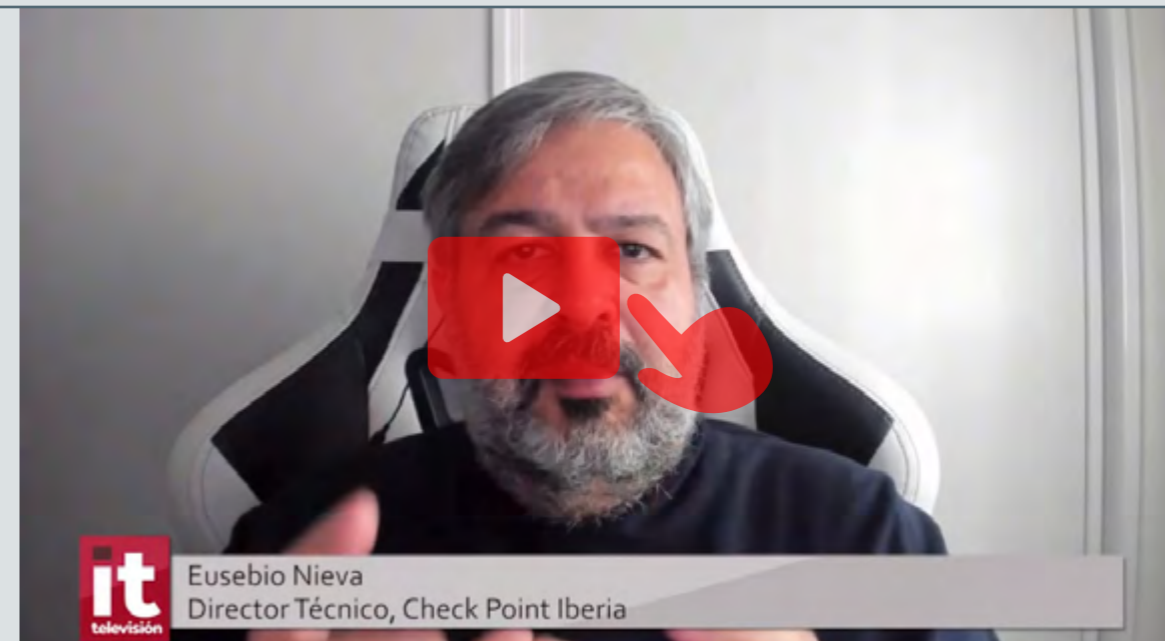 it
televisión
Eusebio Nieva
Director Técnico, Check Point Iberia